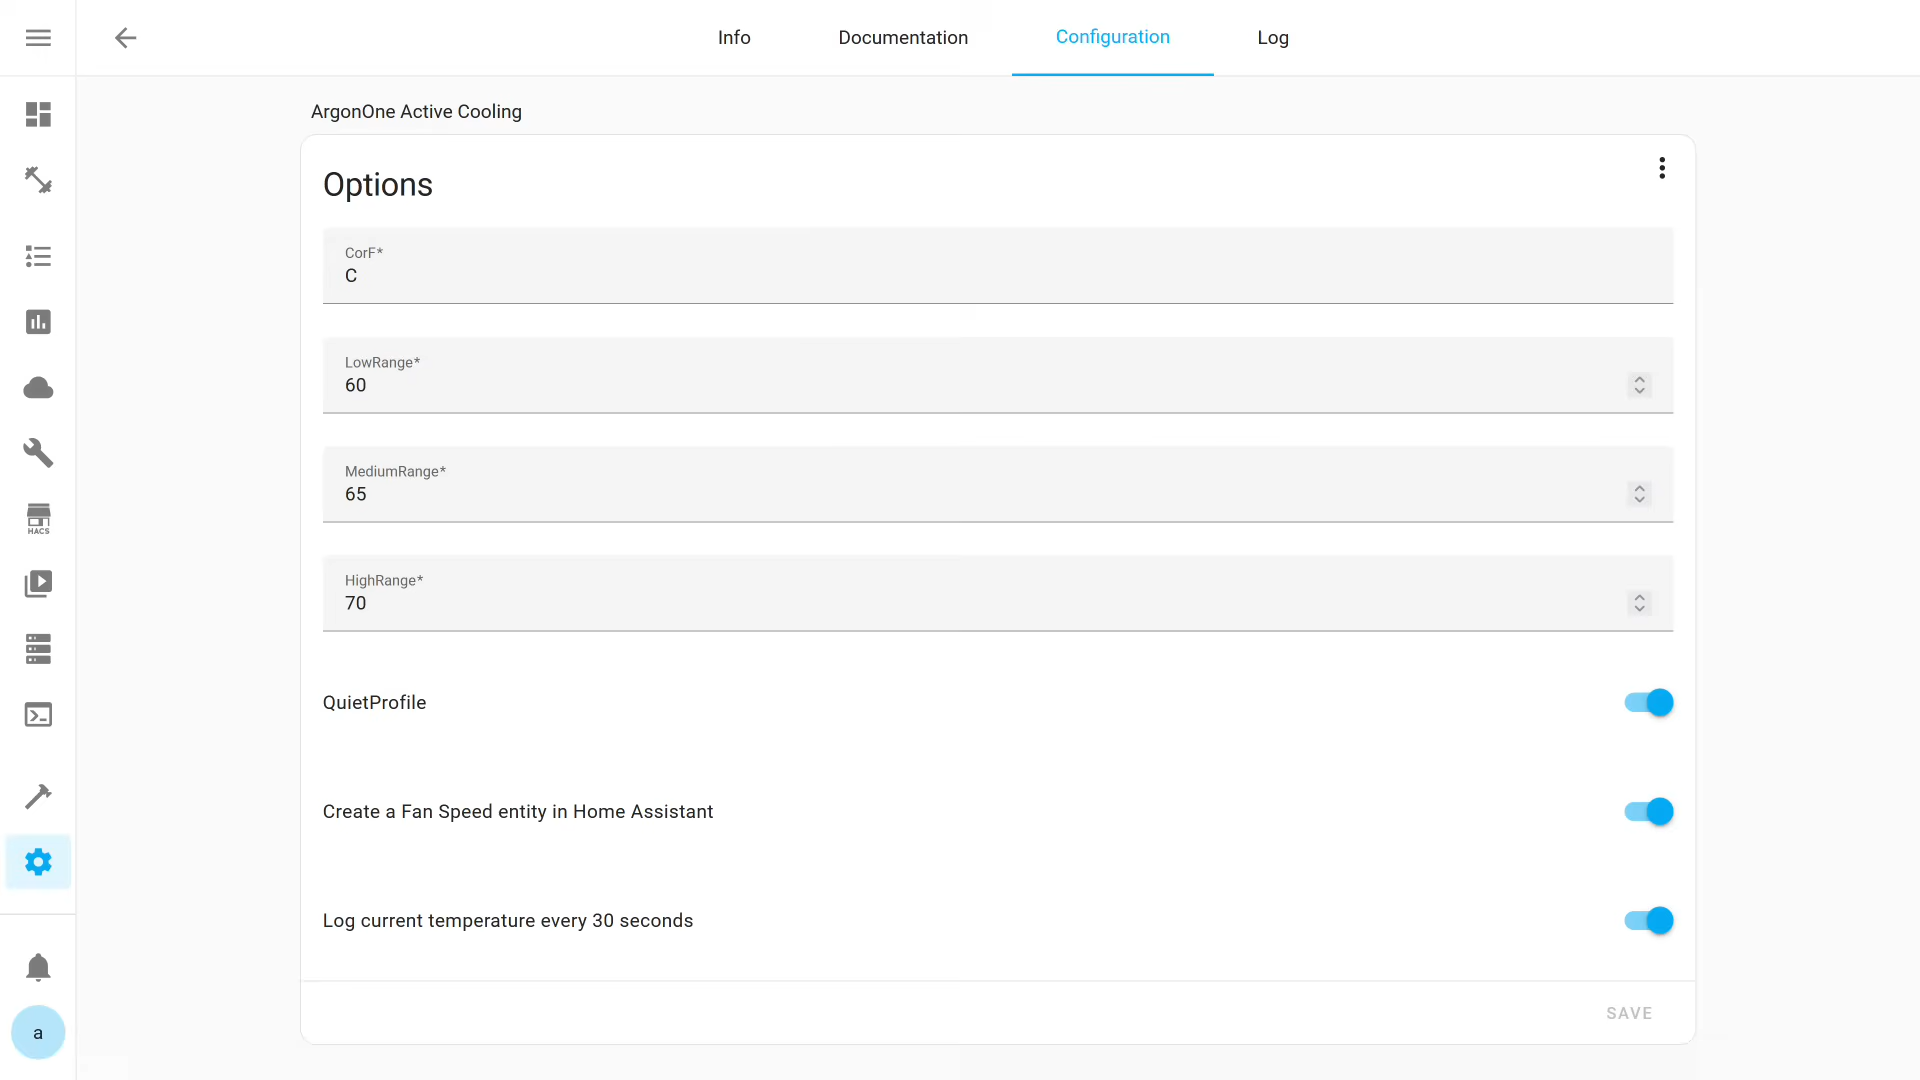 Info
Documentation
Configuration
Log
ArgonOne Active Cooling
Options
CorF*
C
LowRange*
60
MediumRange*
65
HACS
HighRange*
70
QuietProfile
Create a Fan Speed entity in Home Assistant
Log current temperature every 30 seconds
SAVE
a